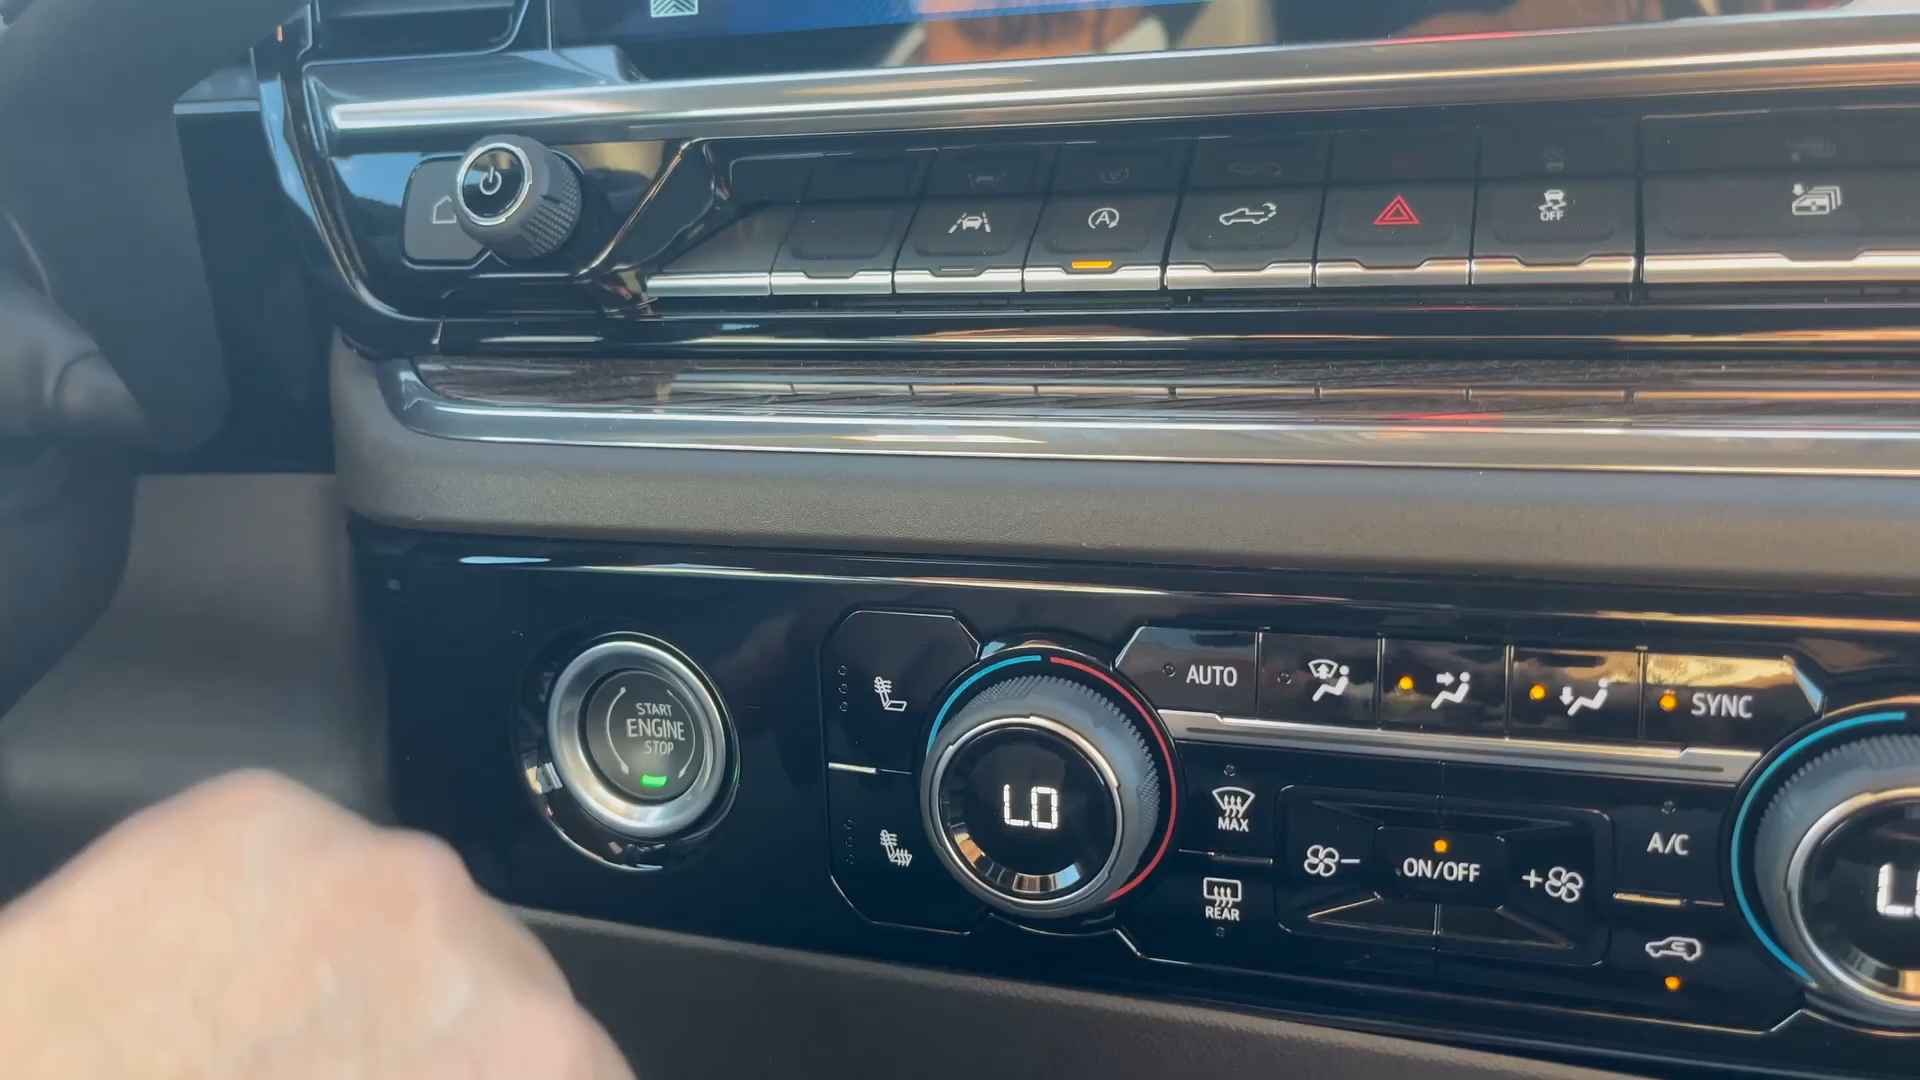 OFF
START
ENGINE
STOP
LO
AUTO
SYNC
MAX
REAR
ON/OFF
A/C